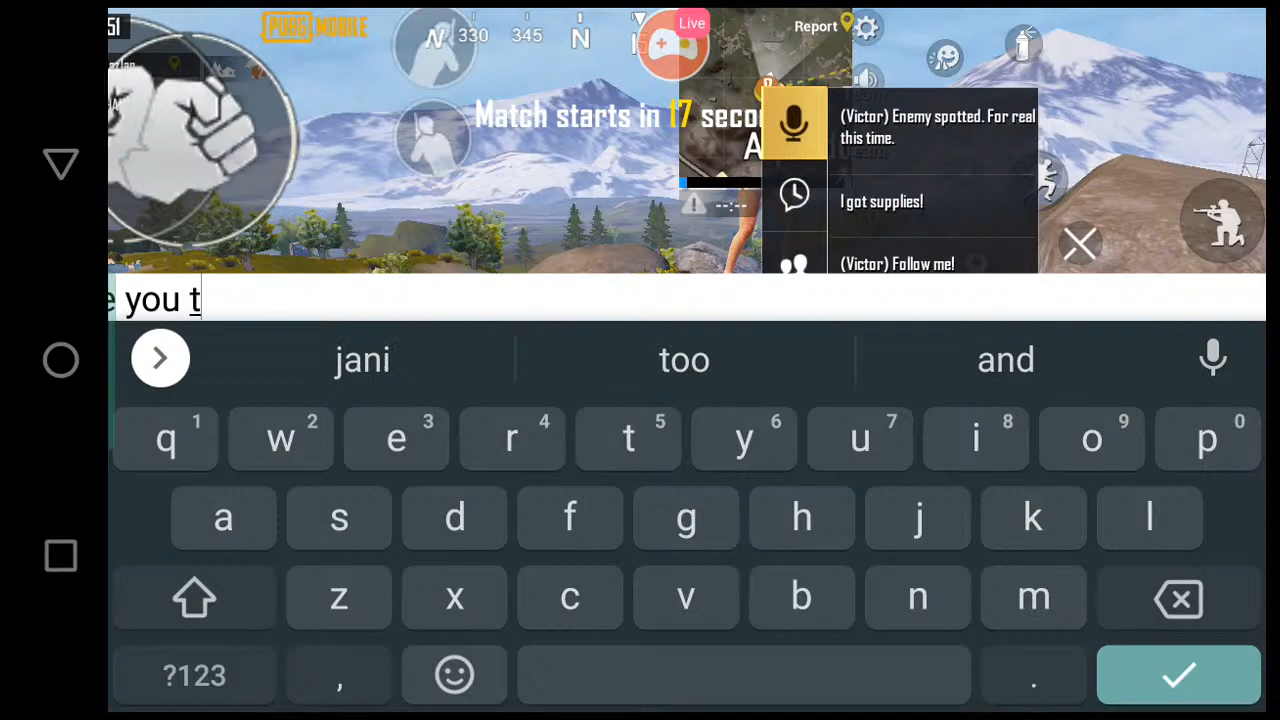 51
PUBG MOBILE
N
330
345
N
Live
Report
Match starts in 17 seco
(Victor) Enemy spotted. For real
this time.
--:--
I got supplies!
(Victor) Follow me!
e you t
jani too and
q 1 w 2 e 3 r 4 t 5 y 6 u 7 i 8 o 9 p 0
a s d f g h j k l
z x c v b n m
?123 , .